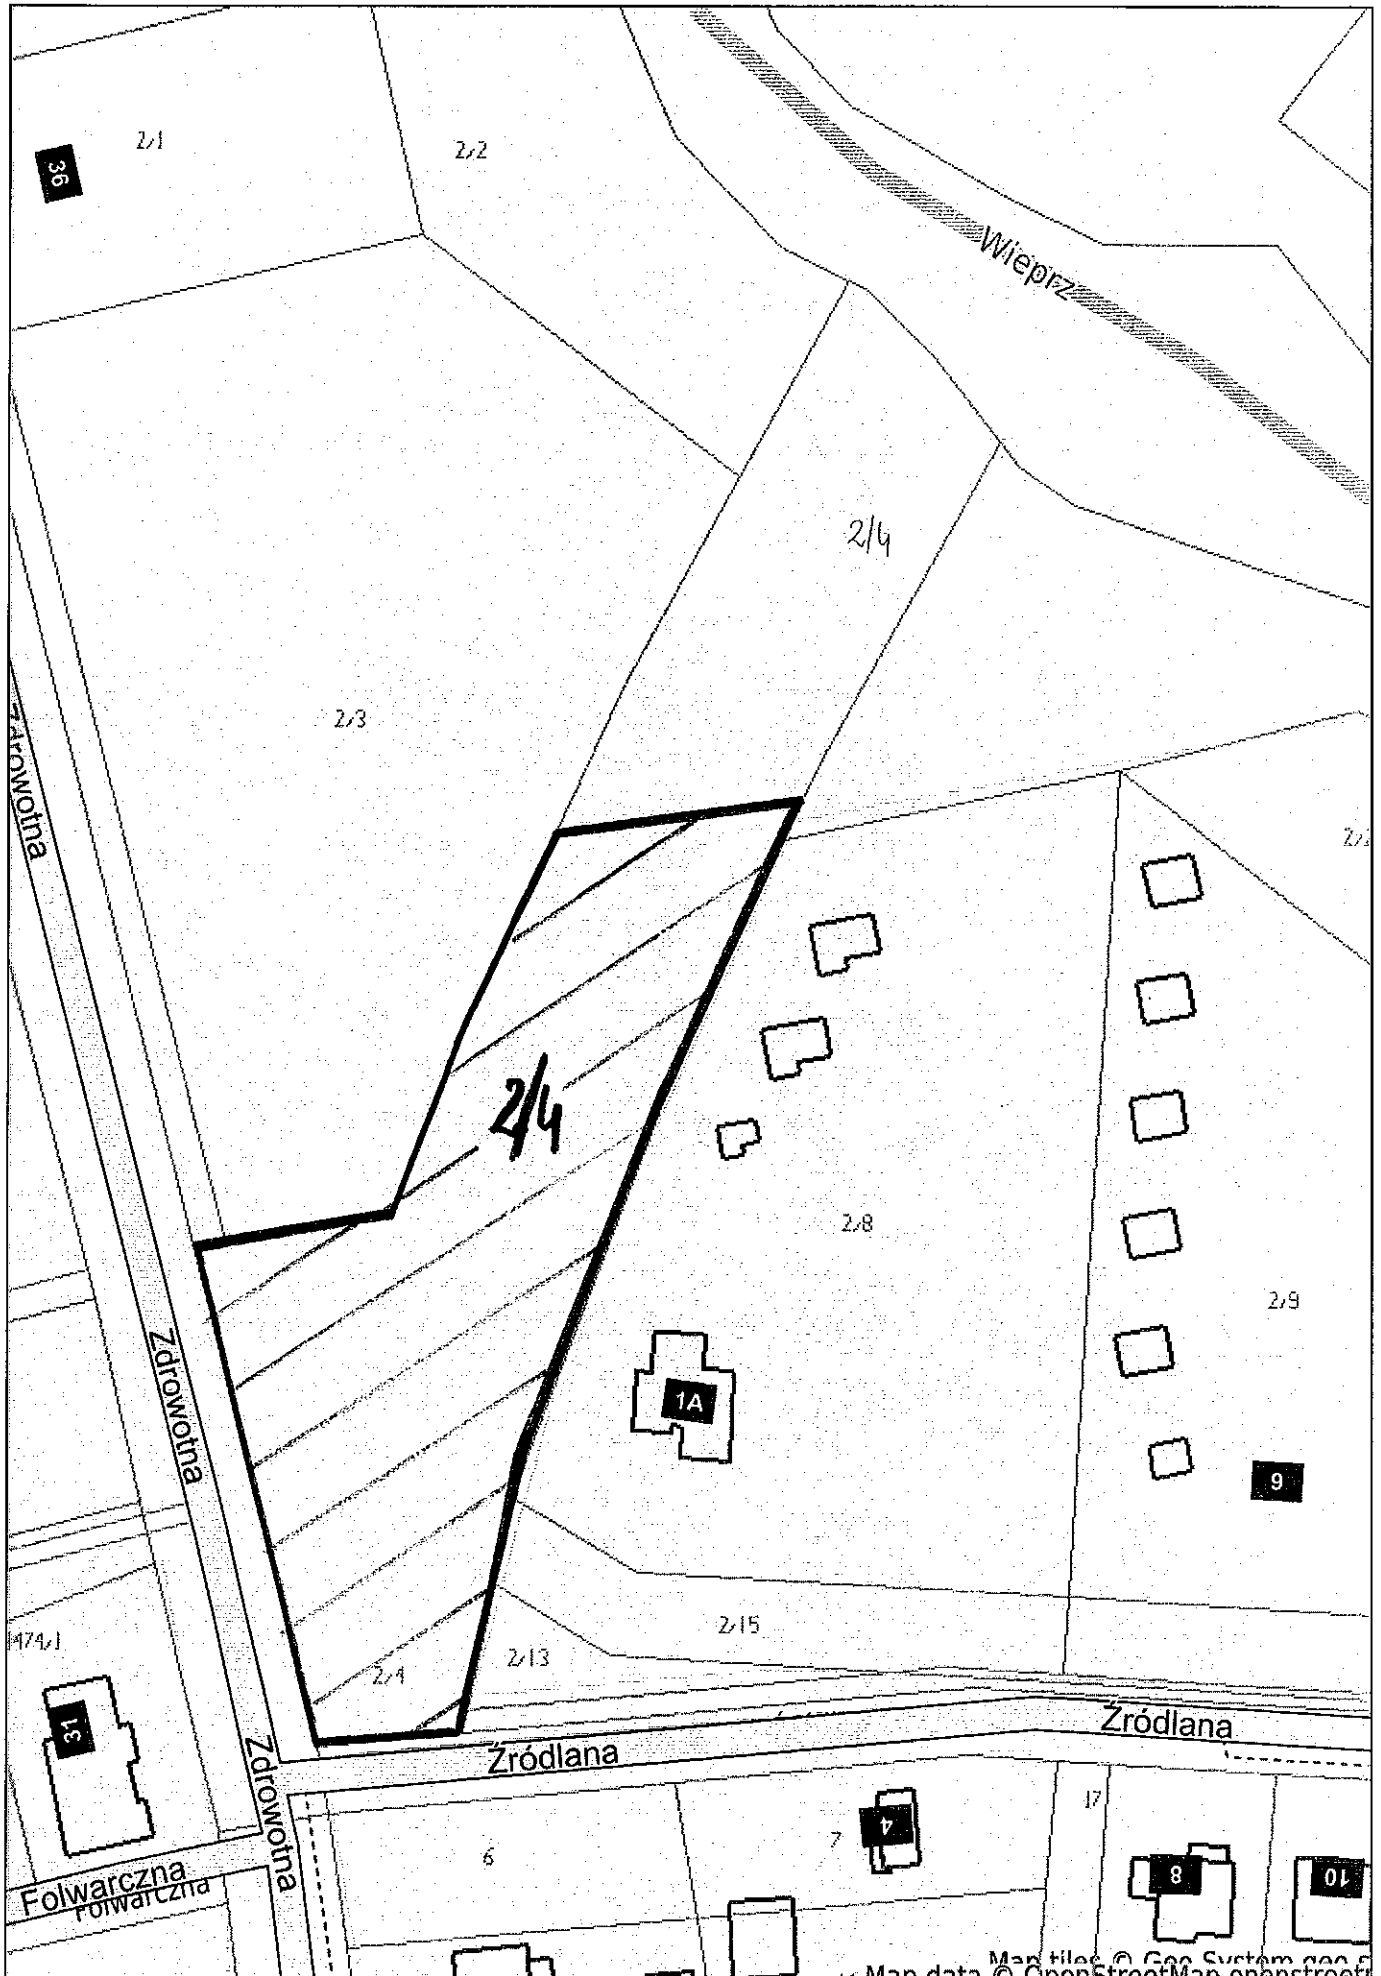 2/1
2/2
36
Wieprz
2/4
2/3
Zdrowotna
2/4
2/8
2/9
1A
9
Zdrowotna
474/1
2/15
2/13
2/4
31
Źródlana
Źródlana
Zdrowotna
17
4
7
6
8
10
Folwarczna
Folwarczna
Map tiles © Geo-System geo-s
Map data © OpenStreetMap openstreet